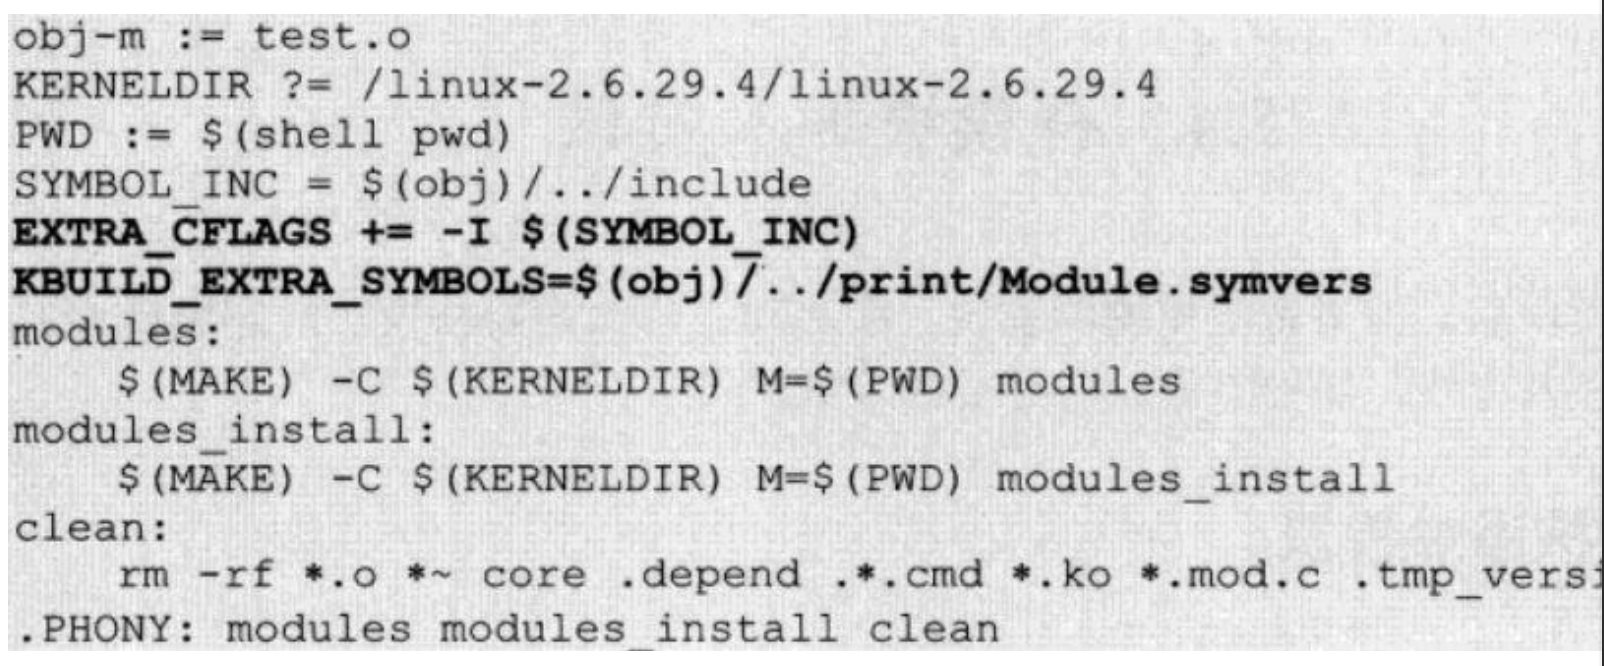 obj-m := test.o
KERNELDIR ?= /linux-2.6.29.4/linux-2.6.29.4
PWD := $(shell pwd)
SYMBOL_INC = $(obj)/../include
EXTRA_CFLAGS += -I $(SYMBOL_INC)
KBUILD_EXTRA_SYMBOLS=$(obj)/../print/Module.symvers
modules:
    $(MAKE) -C $(KERNELDIR) M=$(PWD) modules
modules_install:
    $(MAKE) -C $(KERNELDIR) M=$(PWD) modules_install
clean:
    rm -rf *.o *~ core .depend .*.cmd *.ko *.mod.c .tmp_versi
.PHONY: modules modules_install clean